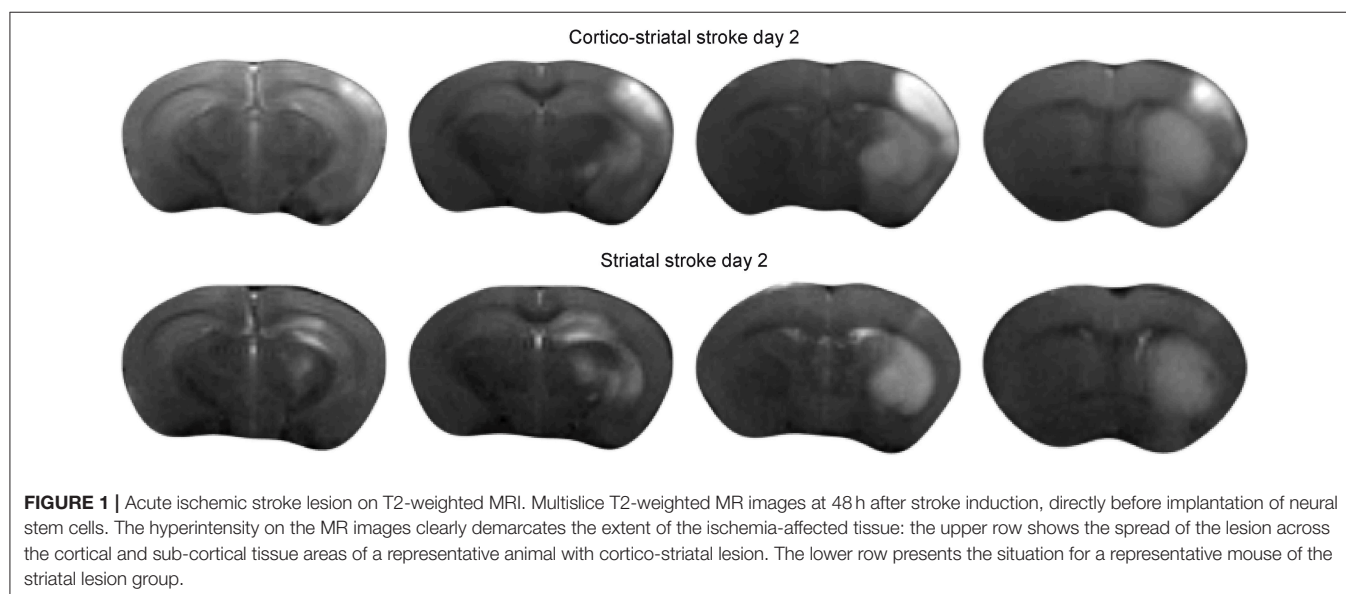 Cortico-striatal stroke day 2
Striatal stroke day 2
FIGURE 1 | Acute ischemic stroke lesion on T2-weighted MRI. Multislice T2-weighted MR images at 48 h after stroke induction, directly before implantation of neural
stem cells. The hyperintensity on the MR images clearly demarcates the extent of the ischemia-affected tissue: the upper row shows the spread of the lesion across
the cortical and sub-cortical tissue areas of a representative animal with cortico-striatal lesion. The lower row presents the situation for a representative mouse of the
striatal lesion group.